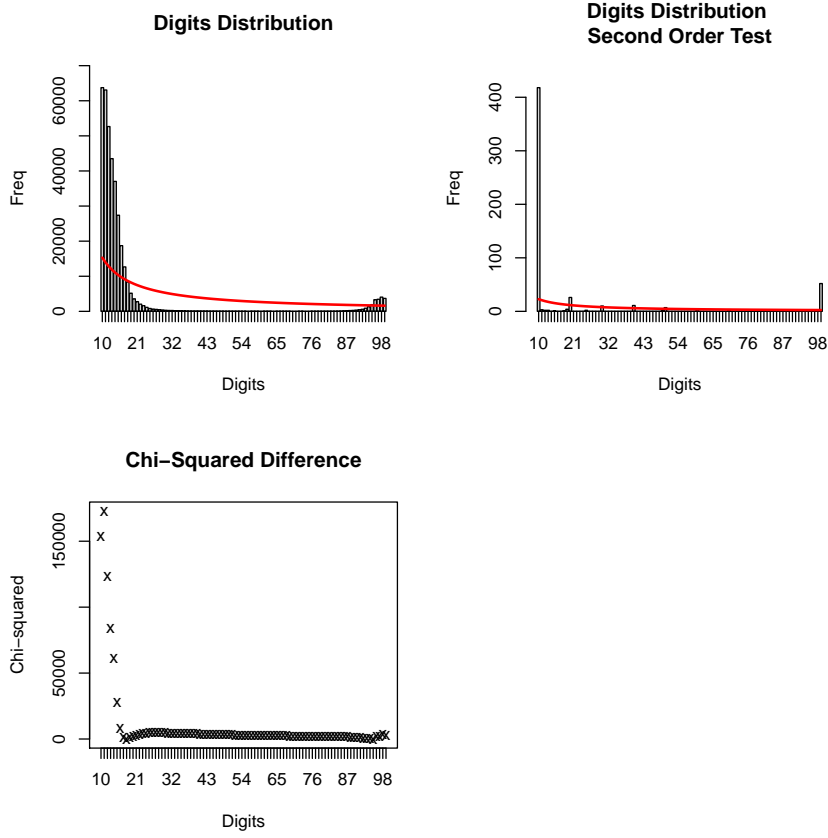 Digits Distribution
Freq
0
20000
40000
60000
10 21 32 43 54 65 76 87 98
Digits
Digits Distribution
Second Order Test
Freq
0
100
200
300
400
10 21 32 43 54 65 76 87 98
Digits
Chi−Squared Difference
Chi−squared
0
50000
150000
10 21 32 43 54 65 76 87 98
Digits